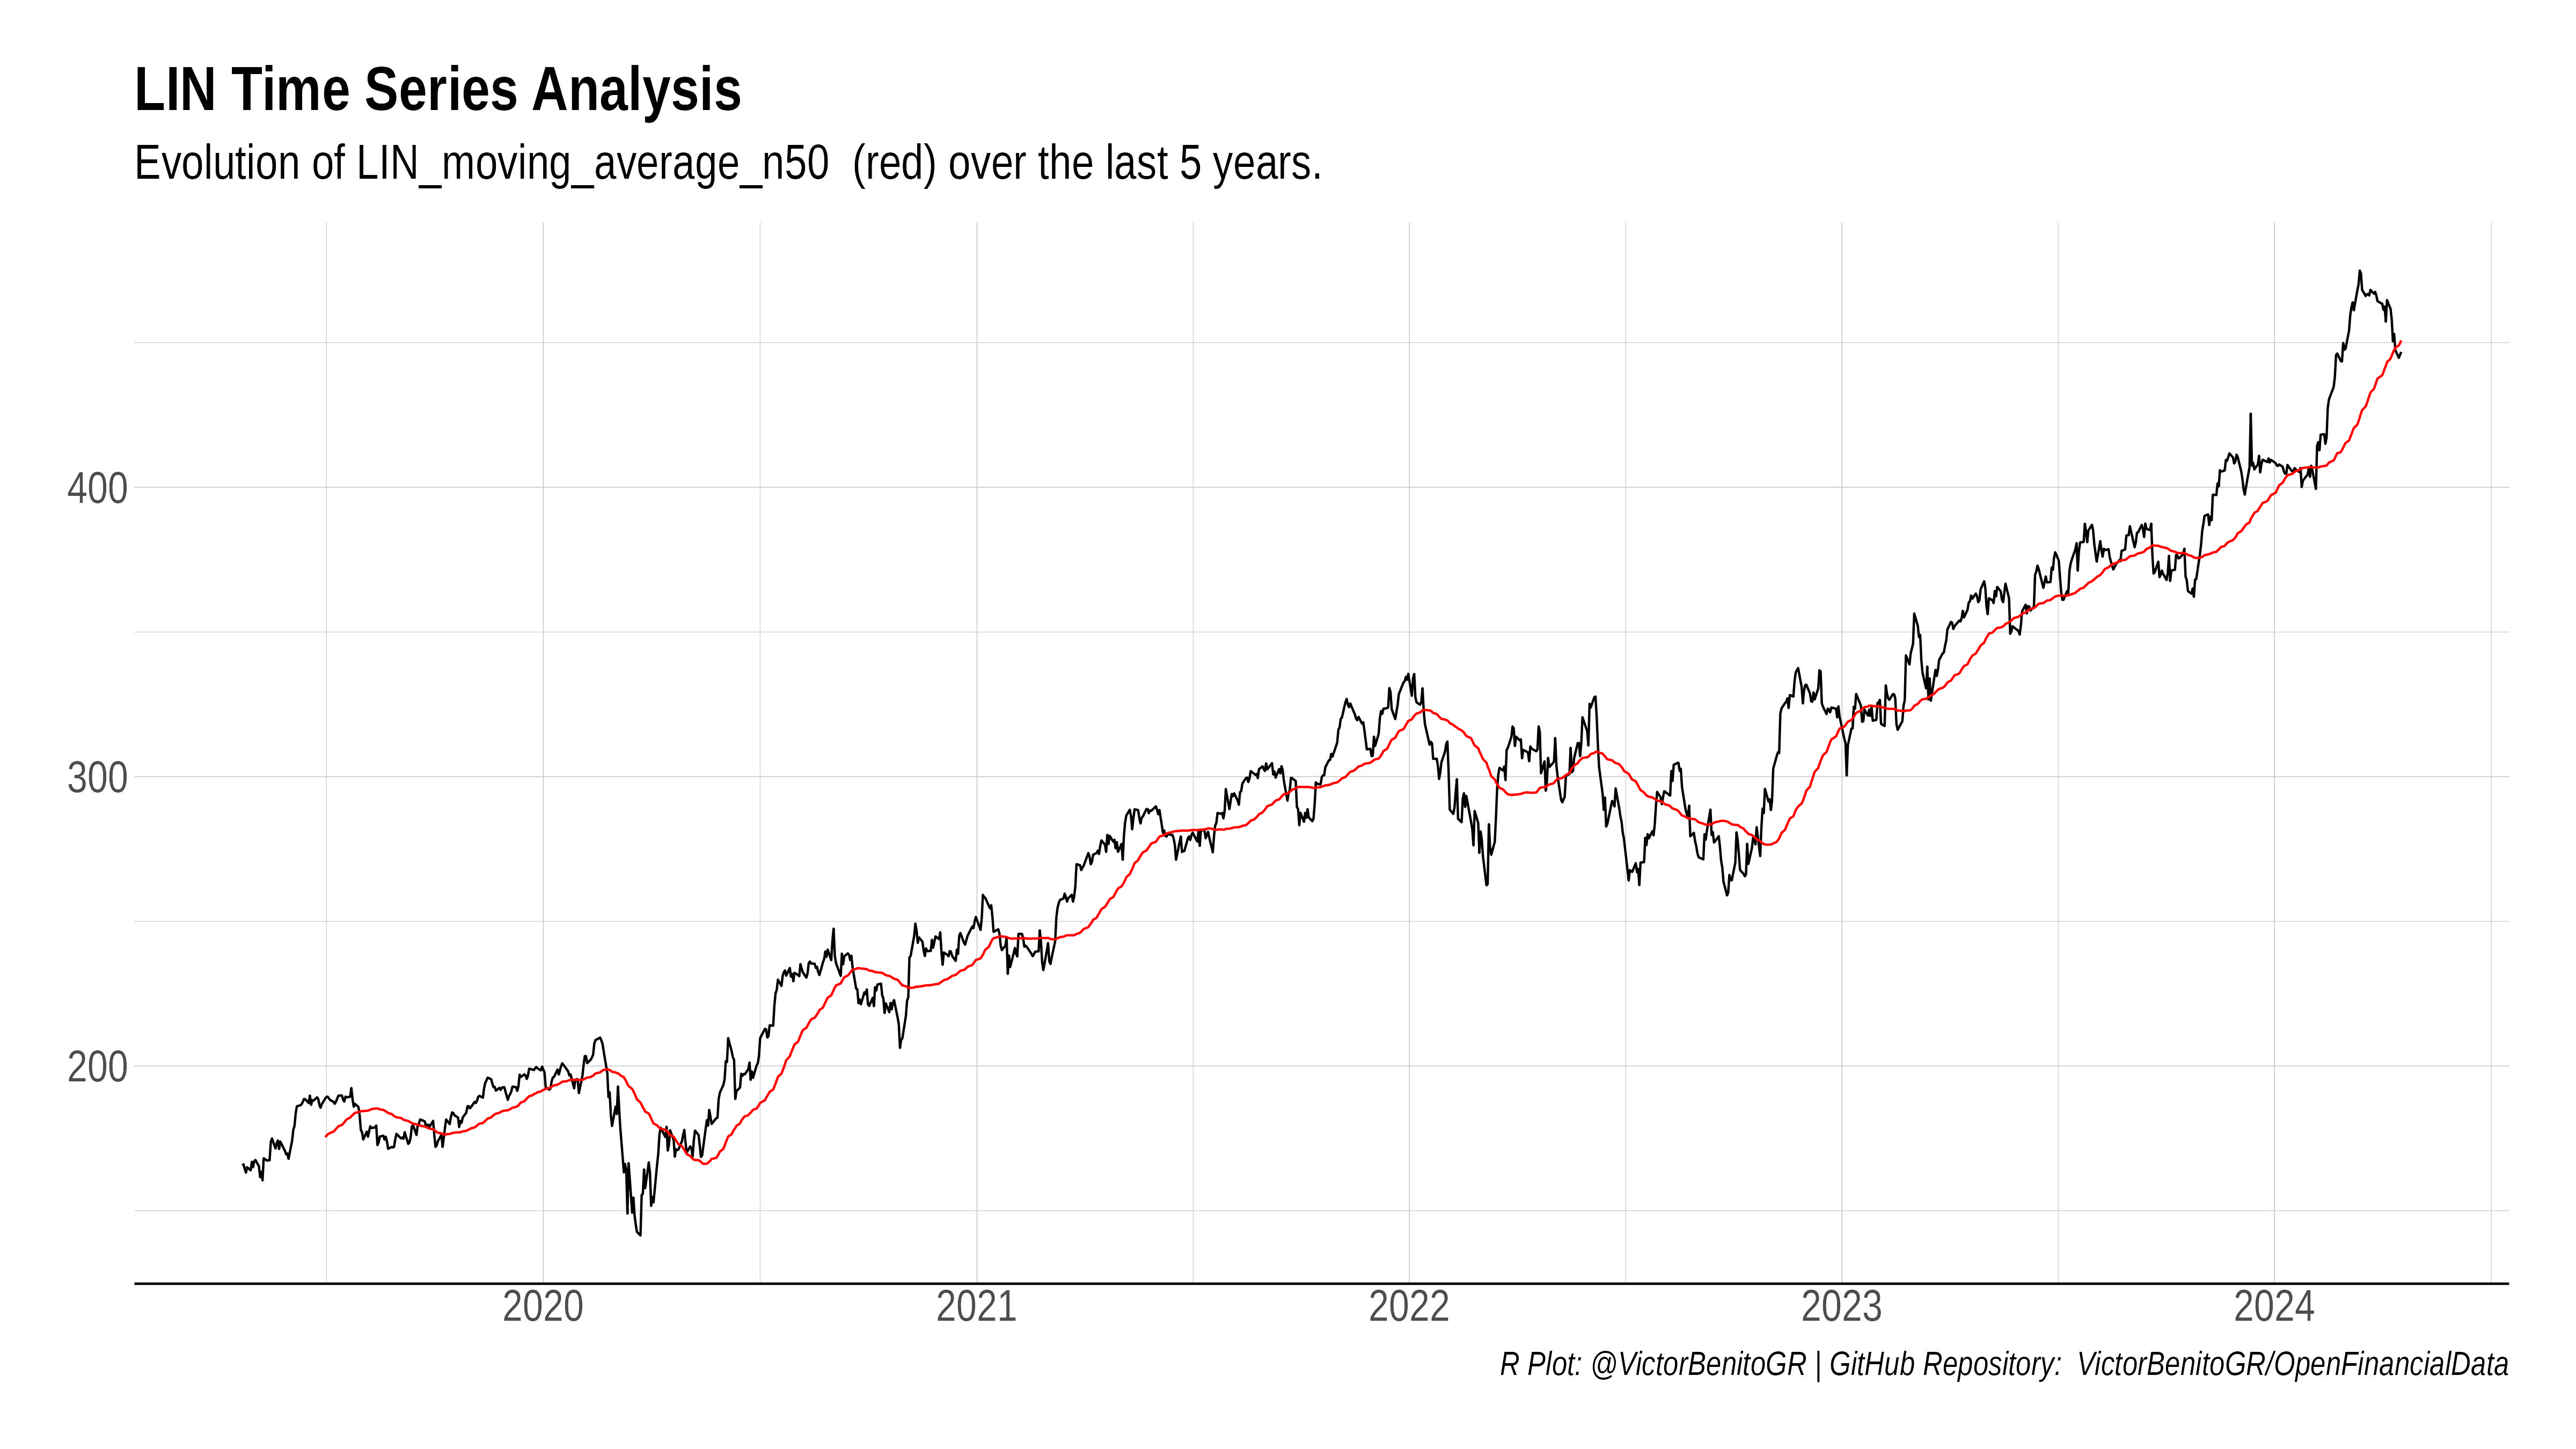 LIN Time Series Analysis
Evolution of LIN_moving_average_n50  (red) over the last 5 years.
400
300
200
2020 2021 2022 2023 2024
R Plot: @VictorBenitoGR | GitHub Repository:  VictorBenitoGR/OpenFinancialData